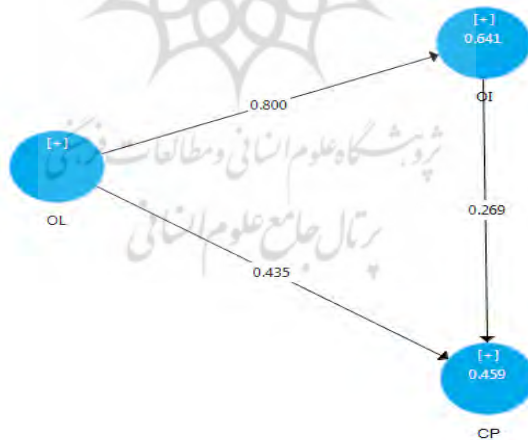 [+]
0.641
OI
0.800
پژوهشگاه علوم انسانی و مطالعات فرهنگی
[+]
OL
0.269
پرتال جامع علوم انسانی
0.435
[+]
0.459
CP